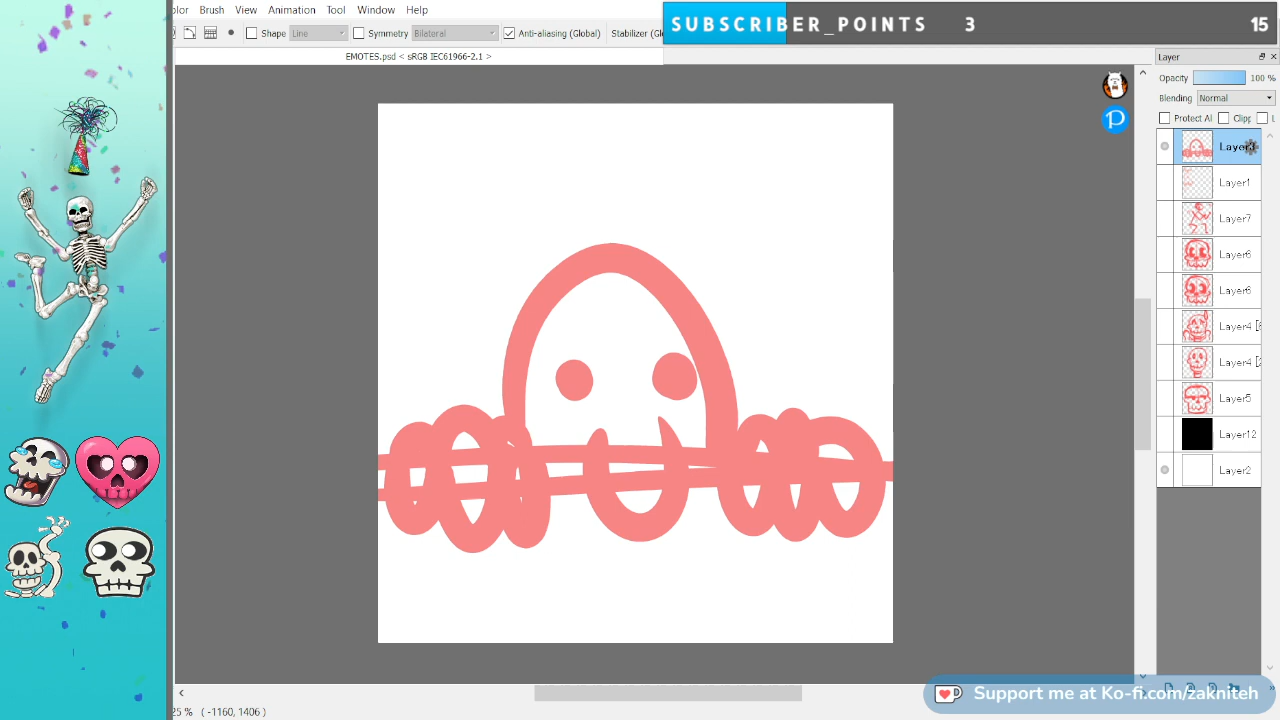 olor Brush View Animation Tool Window Help
Shape Line Symmetry Bilateral Anti-aliasing (Global) Stabilizer (Glo
SUBSCRIBER_POINTS 3 15
EMOTES.psd < sRGB IEC61966-2.1 >
Layer
Opacity 100 %
Blending Normal
Protect Al Clipp L
Layer1
Layer7
Layer6
Layer6
Layer4
Layer4
Layer5
Layer12
Layer2
Support me at Ko-fi.com/zakniteh
25 % ( -1160, 1406 )